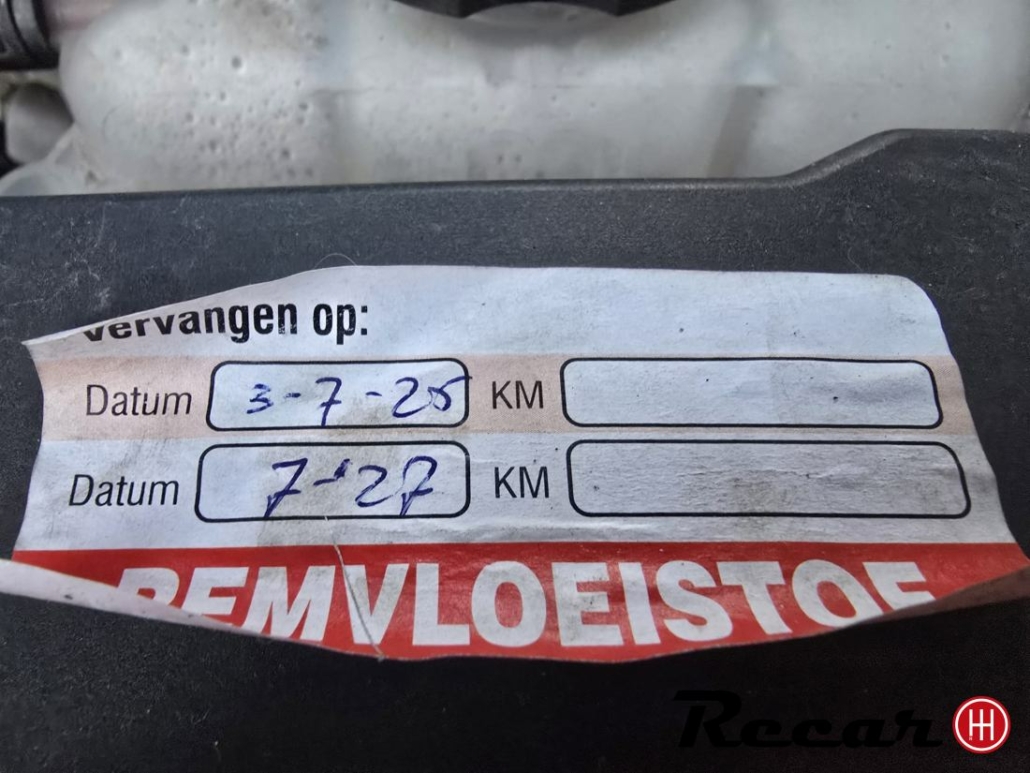 Vervangen op:
Datum 3-7-25 KM
Datum 7-'27 KM
REMVLOEISTOF
Recar